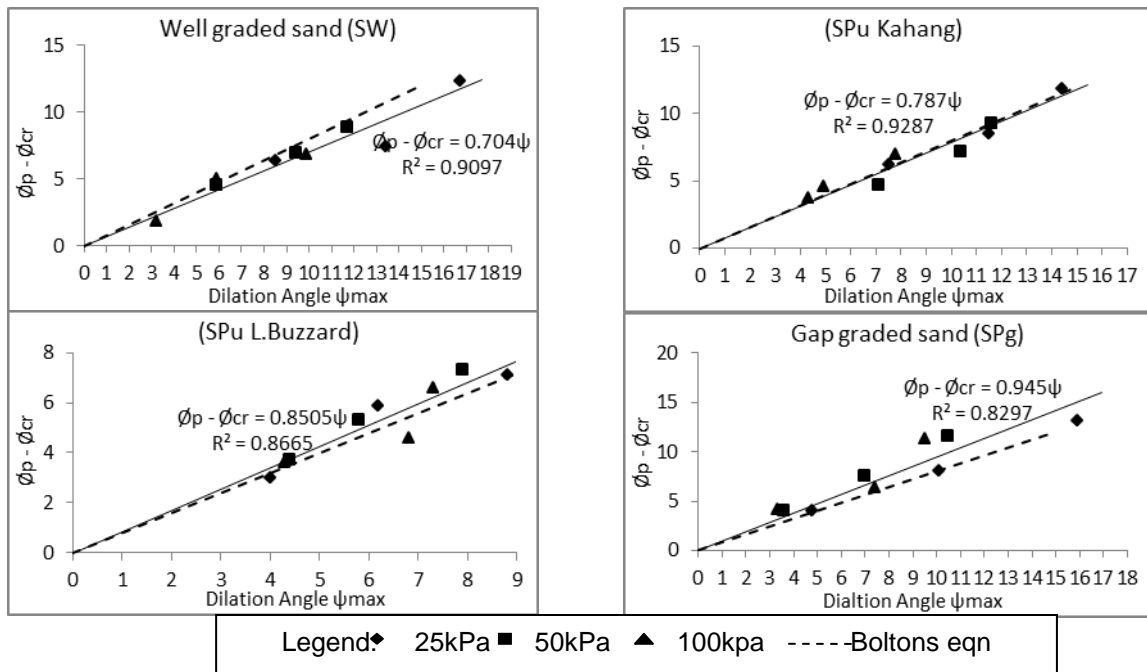 Well graded sand (SW)
15
10
5
0
Øp - Øcr
Øp - Øcr = 0.704ψ
R² = 0.9097
0 1 2 3 4 5 6 7 8 9 10 11 12 13 14 15 16 17 18 19
Dilation Angle ψmax
(SPu Kahang)
15
10
5
0
Øp - Øcr
Øp - Øcr = 0.787ψ
R² = 0.9287
0 1 2 3 4 5 6 7 8 9 10 11 12 13 14 15 16 17
Dilation Angle ψmax
(SPu L.Buzzard)
8
6
4
2
0
Øp - Øcr
Øp - Øcr = 0.8505ψ
R² = 0.8665
0 1 2 3 4 5 6 7 8 9
Dilation Angle ψmax
Gap graded sand (SPg)
20
15
10
5
0
Øp - Øcr
Øp - Øcr = 0.945ψ
R² = 0.8297
0 1 2 3 4 5 6 7 8 9 10 11 12 13 14 15 16 17 18
Dialtion Angle ψmax
Legend: 25kPa 50kPa 100kpa Boltons eqn